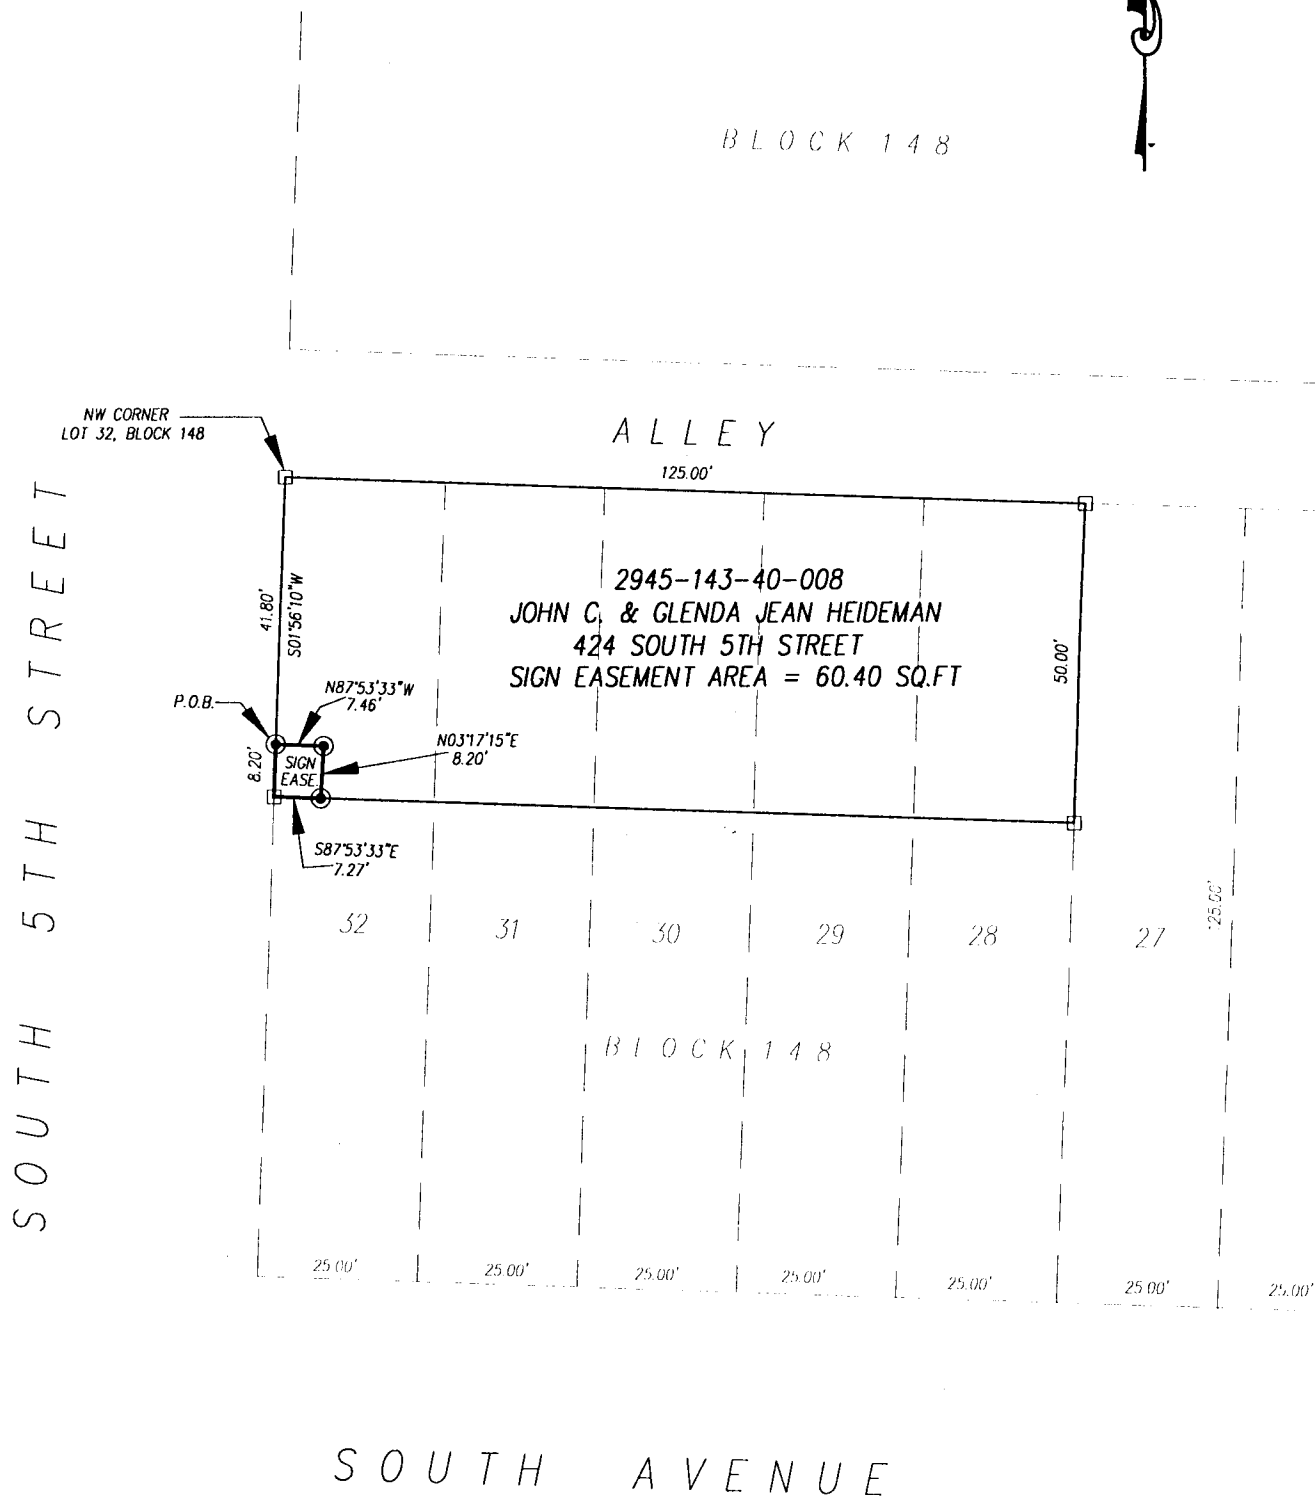 BLOCK 148
NW CORNER
LOT 32, BLOCK 148
ALLEY
125.00'
SOUTH 5TH STREET
41.80'
S01°56'10"W
2945-143-40-008
JOHN C. & GLENDA JEAN HEIDEMAN
424 SOUTH 5TH STREET
SIGN EASEMENT AREA = 60.40 SQ.FT
50.00'
P.O.B.
N87°53'33"W
7.46'
N03°17'15"E
8.20'
8.20'
SIGN
EASE.
S87°53'33"E
7.27'
32 31 30 29 28 27
125.00'
BLOCK 148
25.00' 25.00' 25.00' 25.00' 25.00' 25.00' 25.00'
SOUTH AVENUE